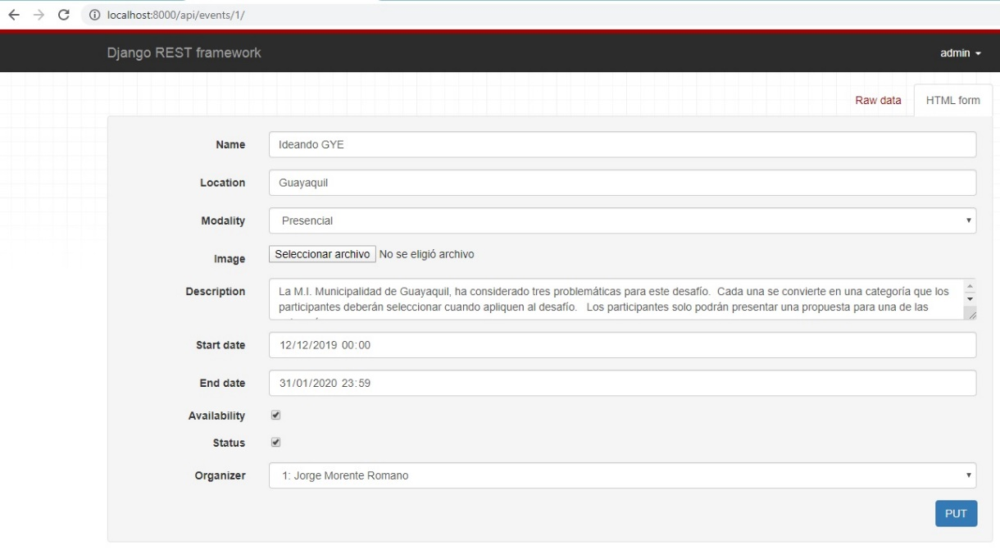 localhost:8000/api/events/1/
Django REST framework
admin
Raw data
HTML form
Name
Ideando GYE
Location
Guayaquil
Modality
Presencial
Image
Seleccionar archivo No se eligió archivo
Description
La M.I. Municipalidad de Guayaquil, ha considerado tres problemáticas para este desafío. Cada una se convierte en una categoría que los
participantes deberán seleccionar cuando apliquen al desafío. Los participantes solo podrán presentar una propuesta para una de las
Start date
12/12/2019 00:00
End date
31/01/2020 23:59
Availability
Status
Organizer
1: Jorge Morente Romano
PUT